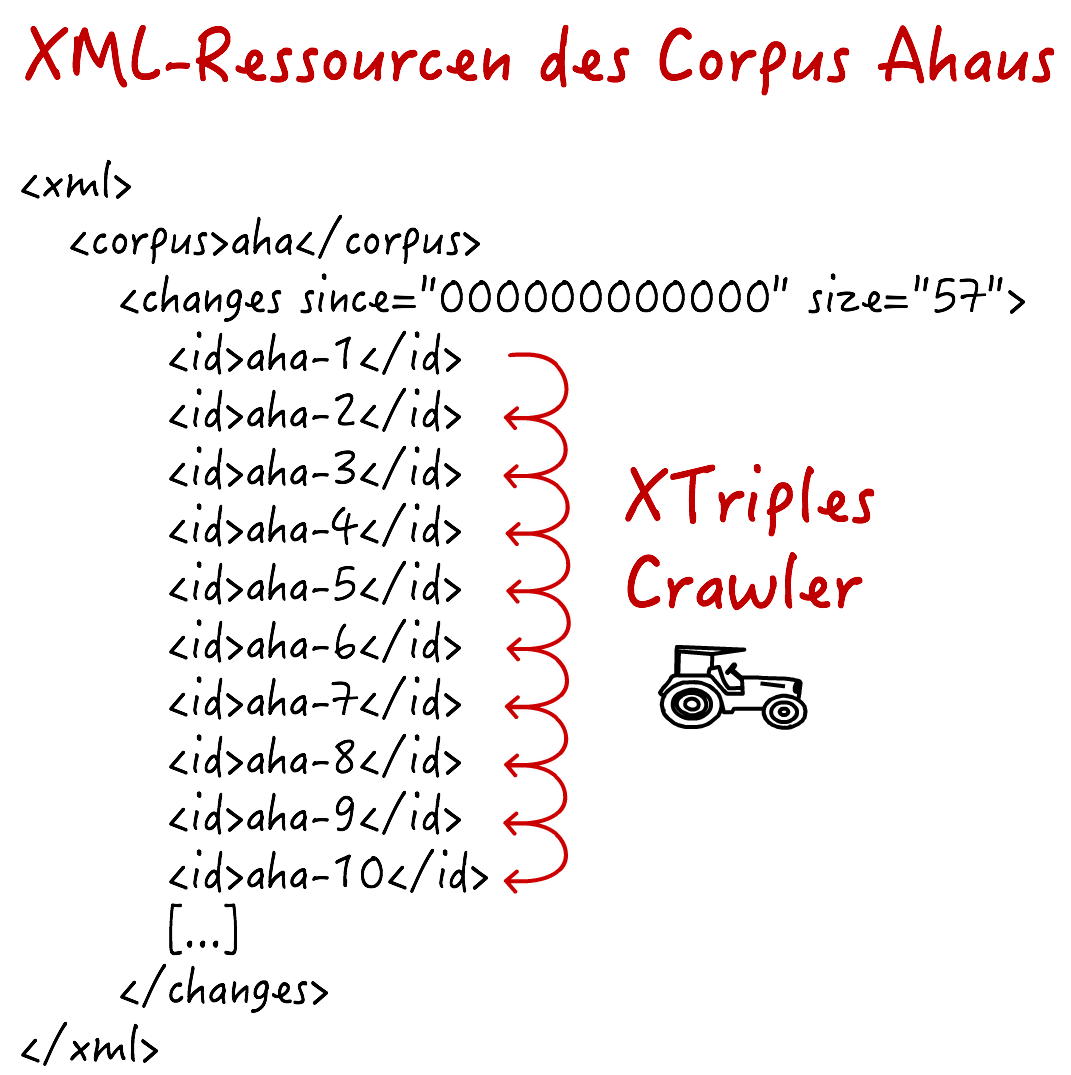 XML-Ressourcen des Corpus Ahaus
<xml>
<corpus>aha</corpus>
<changes since="000000000000" size="57">
<id>aha-1</id>
<id>aha-2</id>
<id>aha-3</id>
<id>aha-4</id>
<id>aha-5</id>
<id>aha-6</id>
<id>aha-7</id>
<id>aha-8</id>
<id>aha-9</id>
<id>aha-10</id>
[...]
</changes>
</xml>
XTriples
Crawler